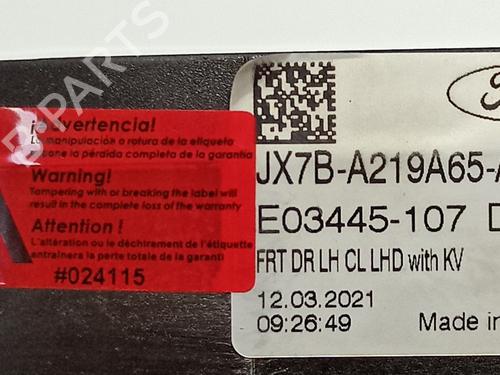 ¡Advertencia!
La manipulación o rotura de la etiqueta
pone la pérdida completa de la garantía
Warning!
Tampering with or breaking the label will
result in the complete loss of the warranty
Attention !
L'altération ou le déchirement de l'étiquette
entraînera la perte totale de la garanti
#024115
JX7B-A219A65-A
E03445-107 D
FRT DR LH CL LHD with KV
12.03.2021
09:26:49 Made in
PARTS